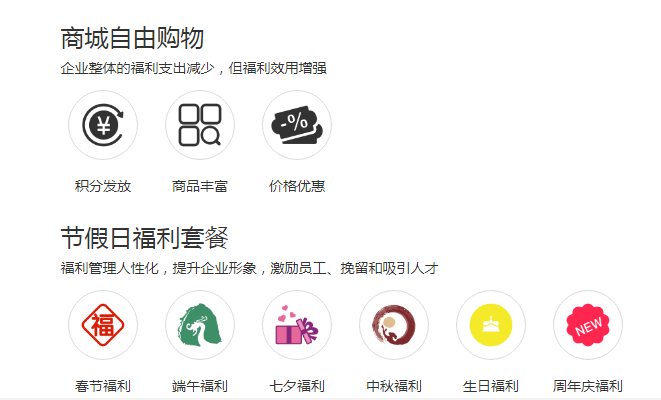 商城自由购物
企业整体的福利支出减少，但福利效用增强
¥
-%
积分发放 商品丰富 价格优惠
节假日福利套餐
福利管理人性化，提升企业形象，激励员工、挽留和吸引人才
福
NEW
春节福利 端午福利 七夕福利 中秋福利 生日福利 周年庆福利